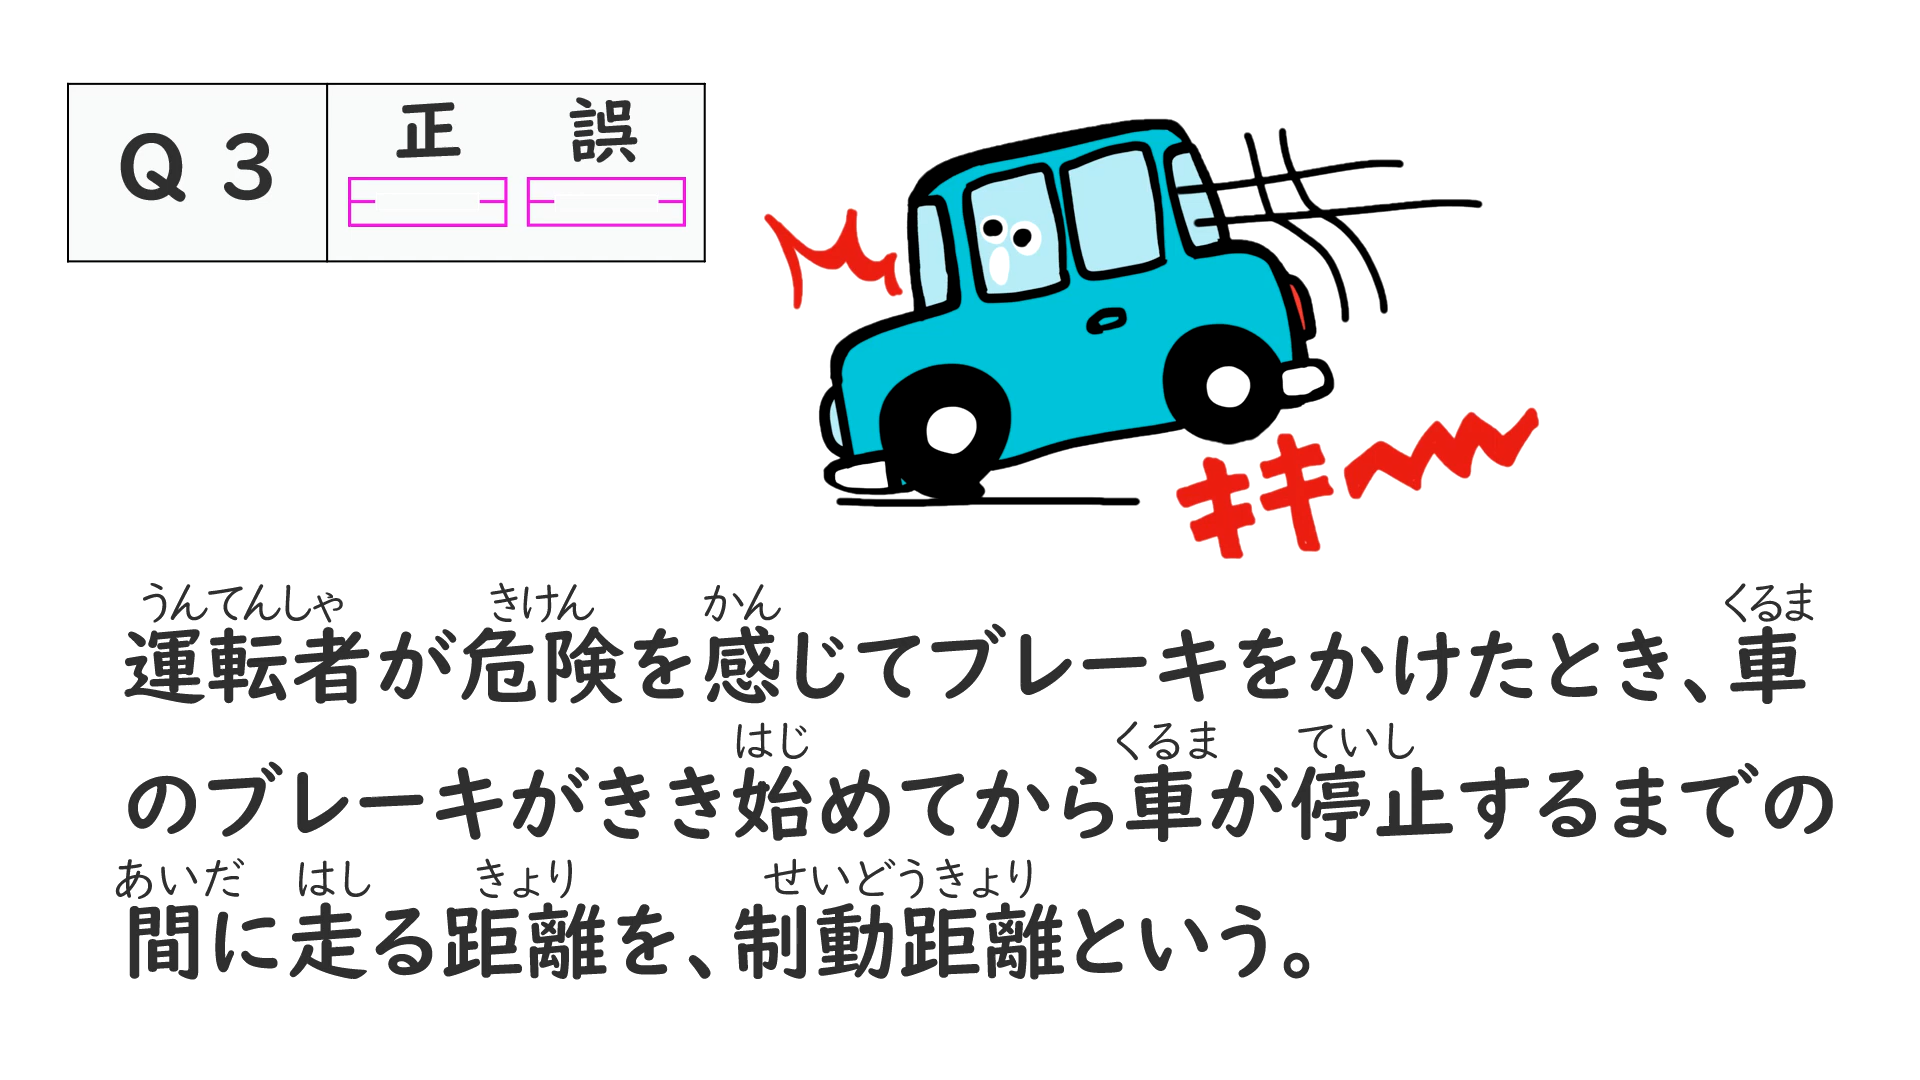 Q3
正 誤
キキ〜
うんてんしゃ きけん かん くるま
運転者が危険を感じてブレーキをかけたとき、車
はじ くるま ていし
のブレーキがきき始めてから車が停止するまでの
あいだ はし きょり せいどうきょり
間に走る距離を、制動距離という。